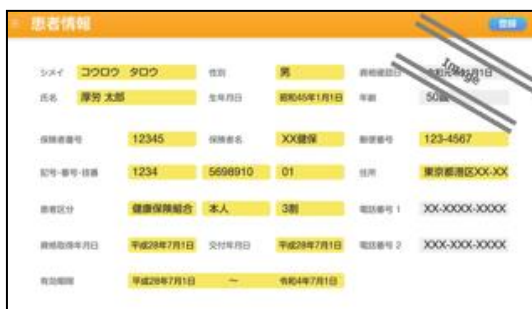 患者情報 登録
シメイ コウロウ タロウ 性別 男 資格確認日
氏名 厚労 太郎 生年月日 昭和45年1月1日 年齢
Image
保険者番号 12345 保険者名 XX健保 郵便番号 123-4567
記号-番号-枝番 1234 5698910 01 住所 東京都港区XX-XX
患者区分 健康保険組合 本人 3割 電話番号 1 XX-XXXX-XXXX
資格取得年月日 平成28年7月1日 交付年月日 平成28年7月1日 電話番号 2 XXX-XXX-XXXX
有効期限 平成28年7月1日 ～ 令和4年7月1日